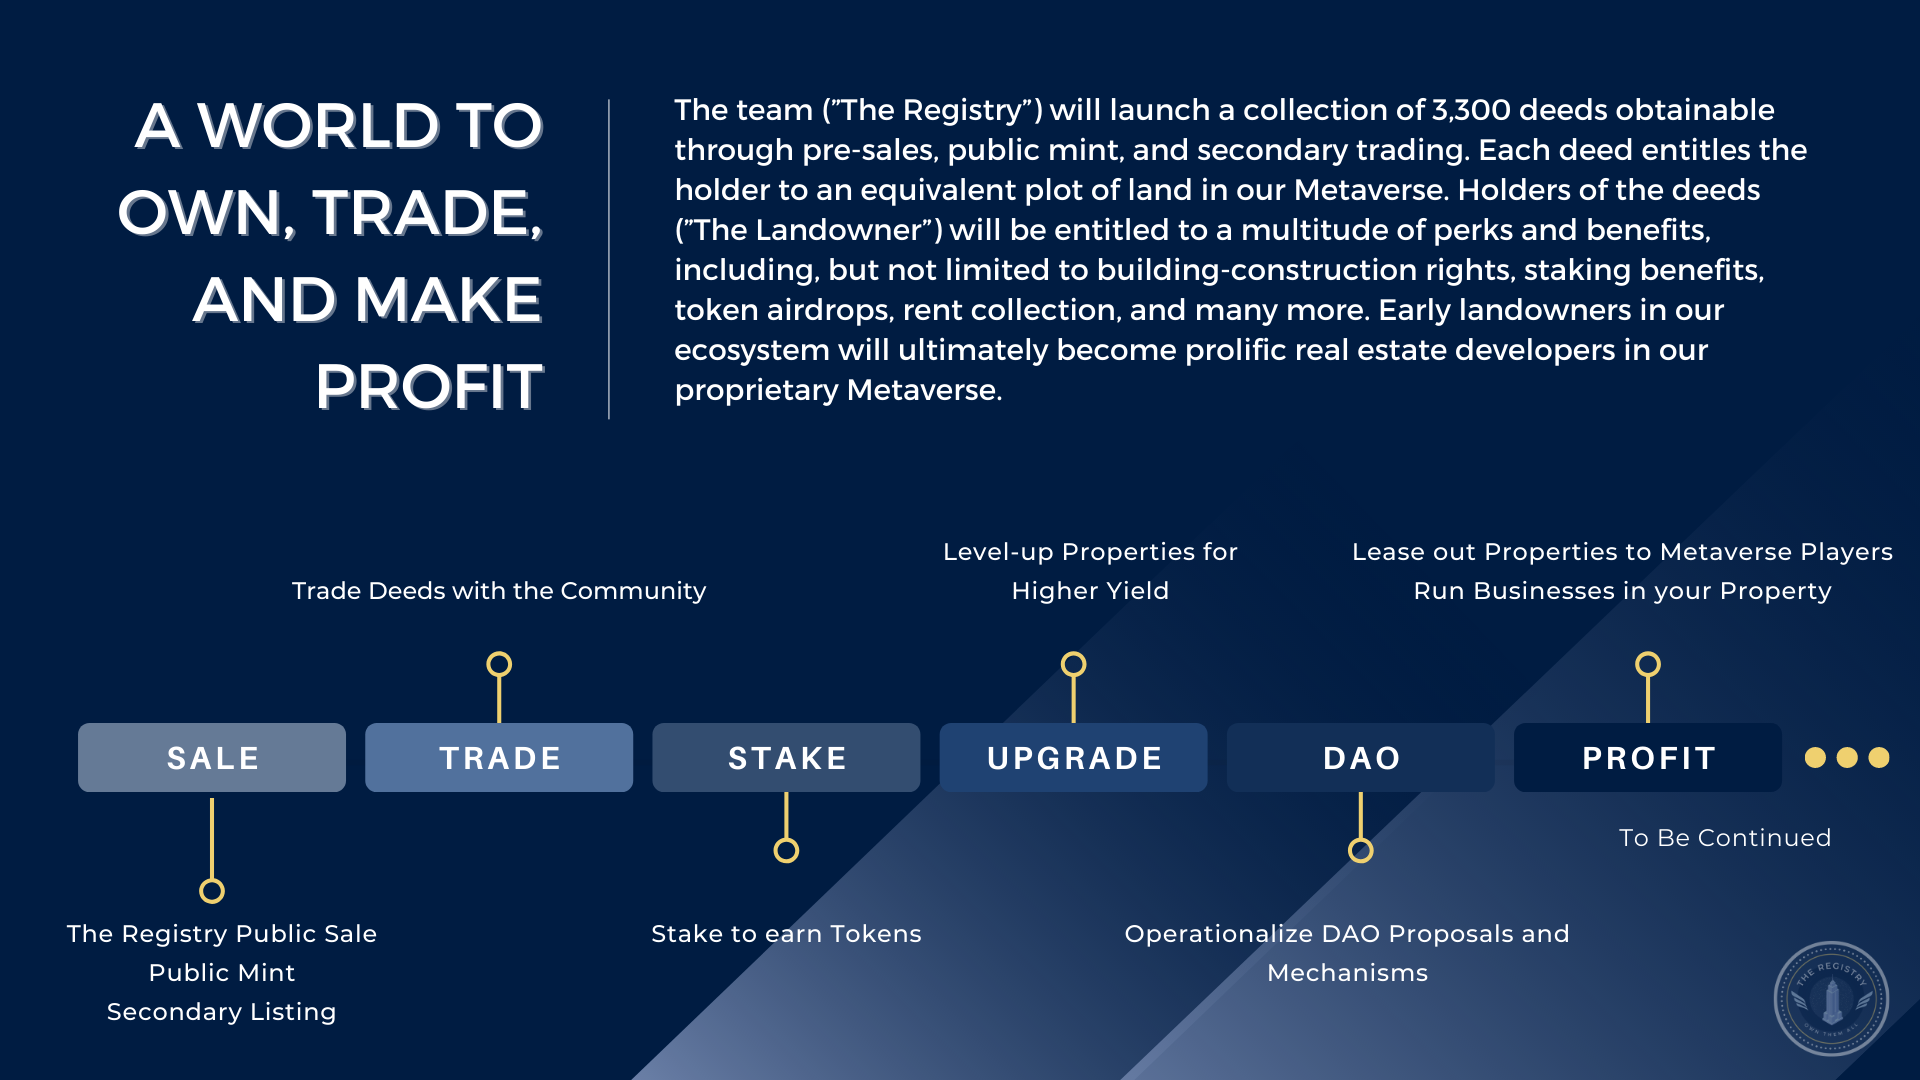 A WORLD TO
OWN, TRADE,
AND MAKE
PROFIT
The team (”The Registry”) will launch a collection of 3,300 deeds obtainable
through pre-sales, public mint, and secondary trading. Each deed entitles the
holder to an equivalent plot of land in our Metaverse. Holders of the deeds
(”The Landowner”) will be entitled to a multitude of perks and benefits,
including, but not limited to building-construction rights, staking benefits,
token airdrops, rent collection, and many more. Early landowners in our
ecosystem will ultimately become prolific real estate developers in our
proprietary Metaverse.
Trade Deeds with the Community
Level-up Properties for
Higher Yield
Lease out Properties to Metaverse Players
Run Businesses in your Property
SALE
TRADE
STAKE
UPGRADE
DAO
PROFIT
To Be Continued
The Registry Public Sale
Public Mint
Secondary Listing
Stake to earn Tokens
Operationalize DAO Proposals and
Mechanisms
THE REGISTRY
OWN THEM ALL